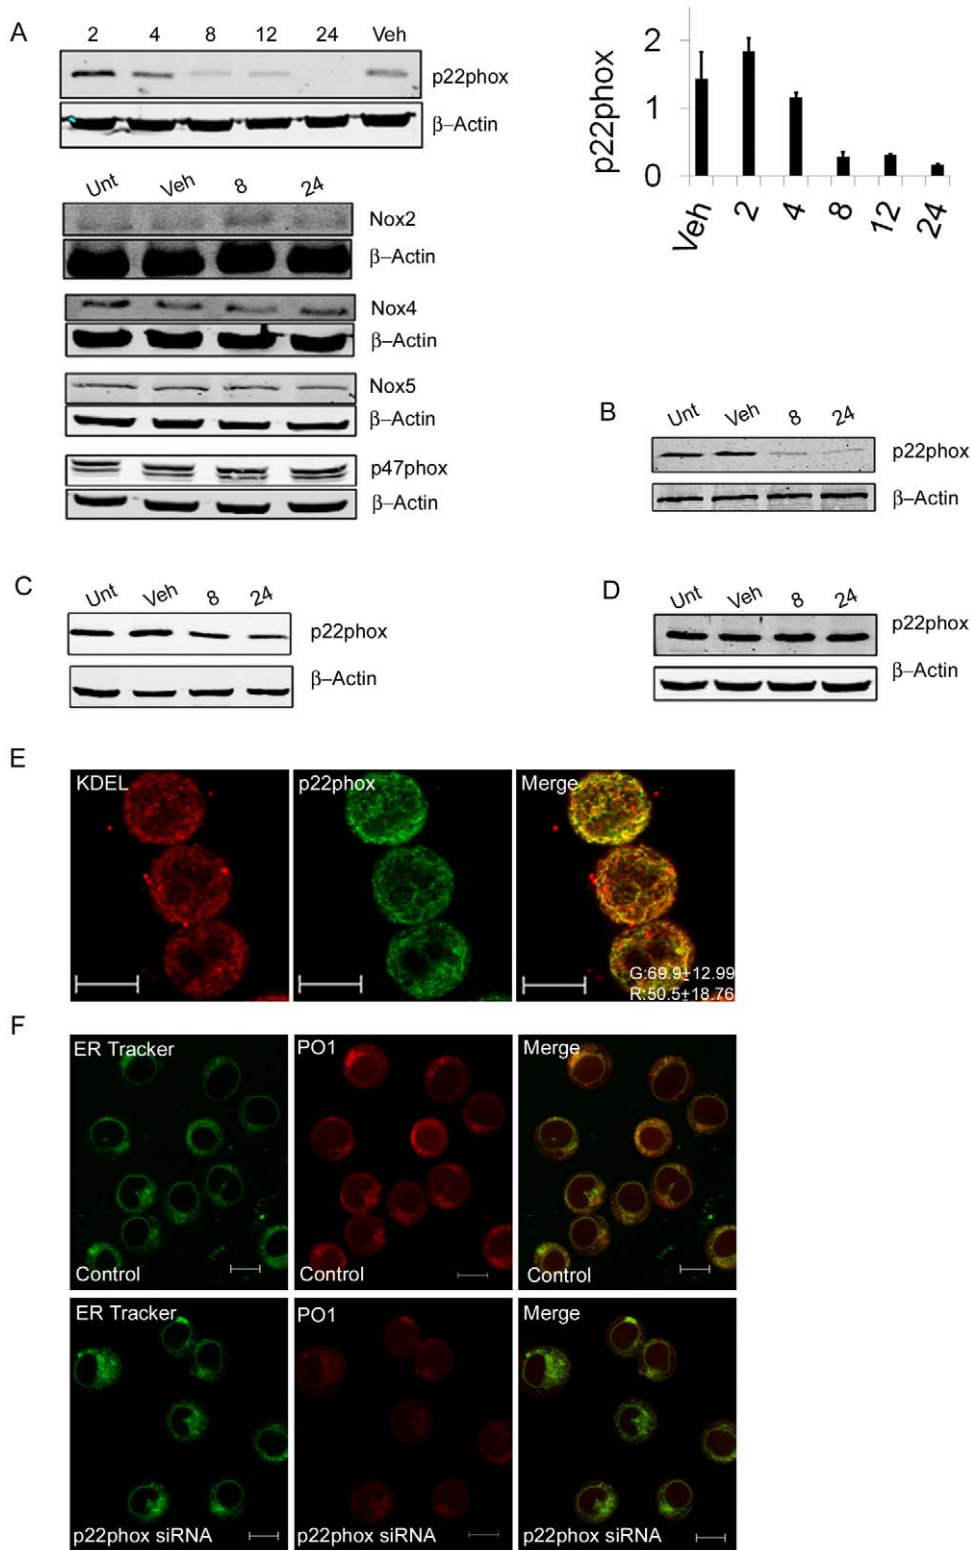 A
2 4 8 12 24 Veh
p22phox
β–Actin
p22phox
2
1
0
Veh 2 4 8 12 24
Unt Veh 8 24
Nox2
β–Actin
Nox4
β–Actin
Nox5
β–Actin
p47phox
β–Actin
B
Unt Veh 8 24
p22phox
β–Actin
C
Unt Veh 8 24
p22phox
β–Actin
D
Unt Veh 8 24
p22phox
β–Actin
E
KDEL p22phox Merge
G:69.9±12.99
R:50.5±18.76
F
ER Tracker PO1 Merge
Control Control Control
ER Tracker PO1 Merge
p22phox siRNA p22phox siRNA p22phox siRNA